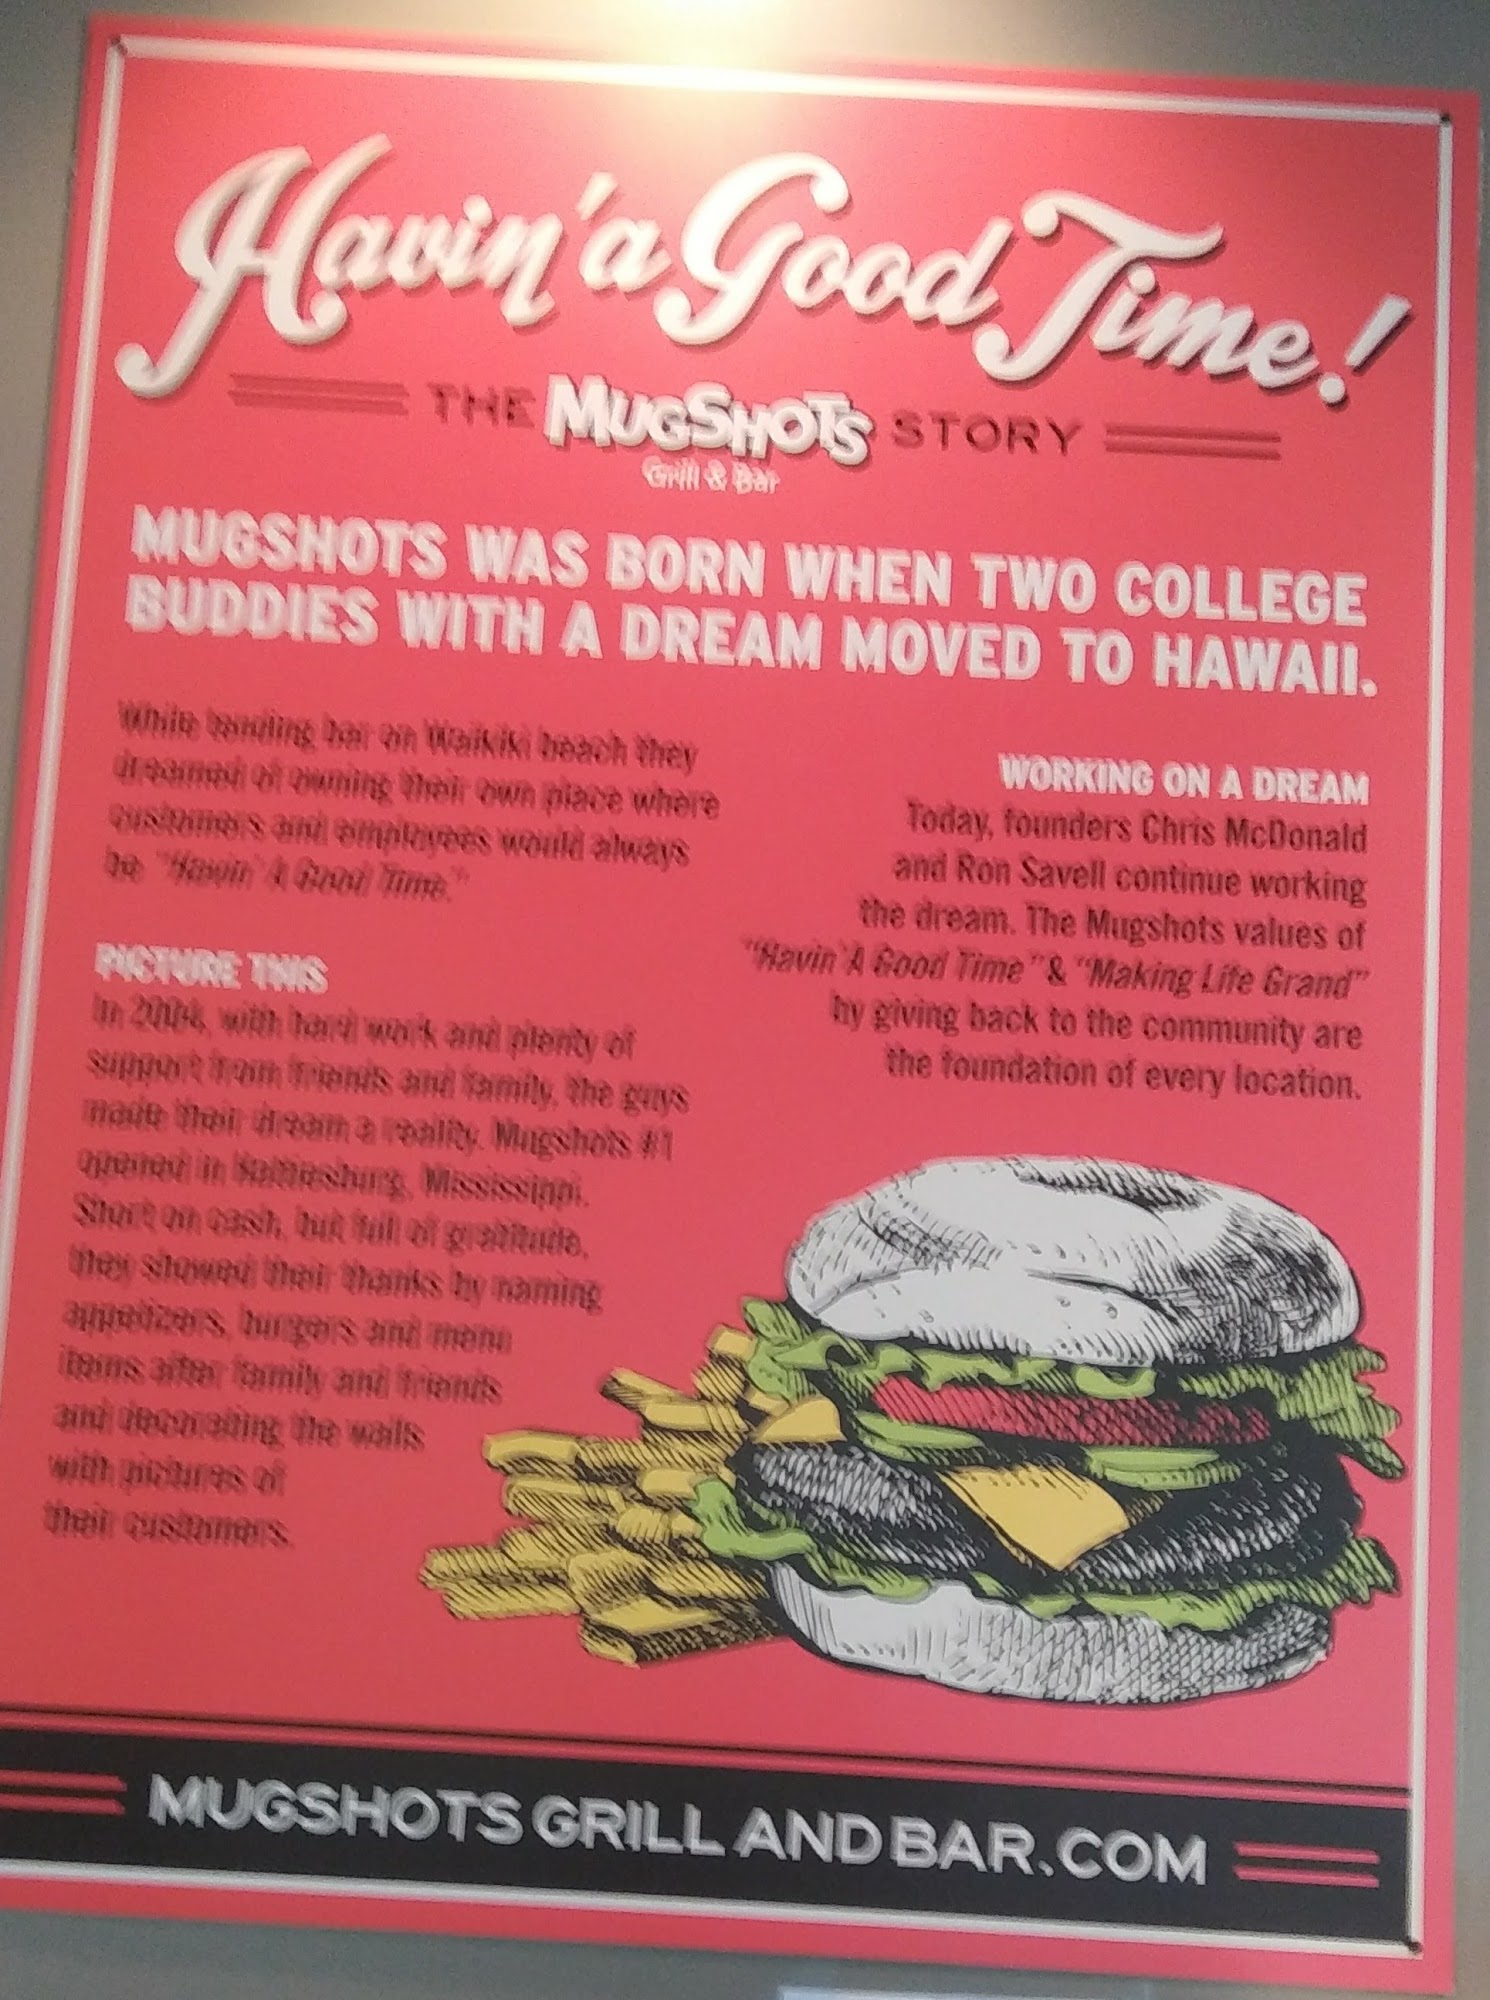 Havin' a Good Time!
THE MUGSHOTS STORY
Grill & Bar
MUGSHOTS WAS BORN WHEN TWO COLLEGE
BUDDIES WITH A DREAM MOVED TO HAWAII.
While tending bar on Waikiki beach they
dreamed of owning their own place where
customers and employees would always
be "Havin' A Good Time."
PICTURE THIS
In 2004, with hard work and plenty of
support from friends and family, the guys
made their dream a reality. Mugshots #1
opened in Hattiesburg, Mississippi.
Short on cash, but full of gratitude,
they showed their thanks by naming
appetizers, burgers and menu
items after family and friends
and decorating the walls
with pictures of
their customers.
WORKING ON A DREAM
Today, founders Chris McDonald
and Ron Savell continue working
the dream. The Mugshots values of
"Havin' A Good Time" & "Making Life Grand"
by giving back to the community are
the foundation of every location.
MUGSHOTSGRILLANDBAR.COM